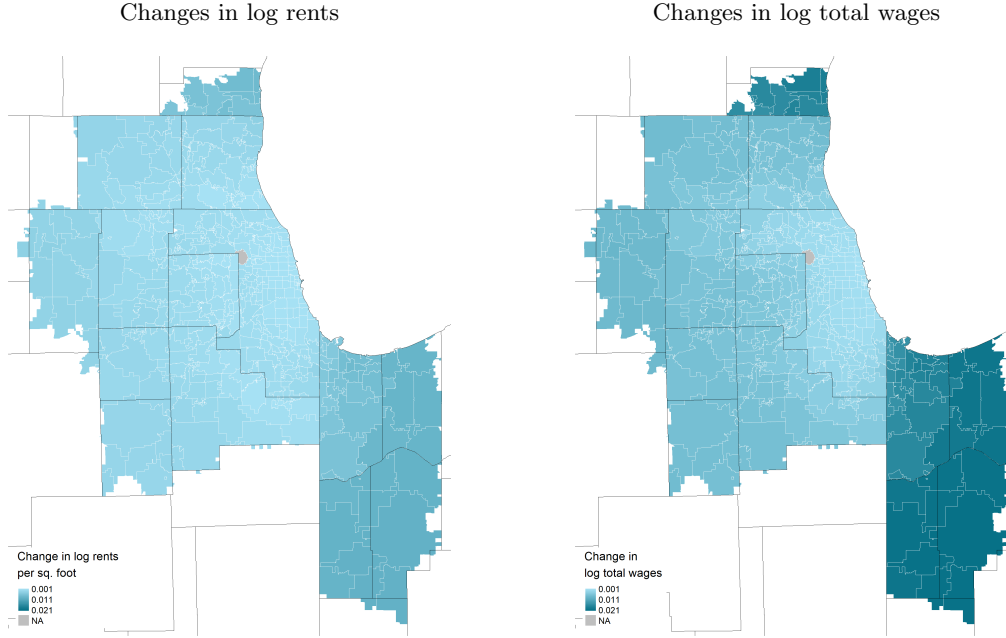 Changes in log rents
Changes in log total wages
Change in log rents
per sq. foot
0.001
0.011
0.021
NA
Change in
log total wages
0.001
0.011
0.021
NA